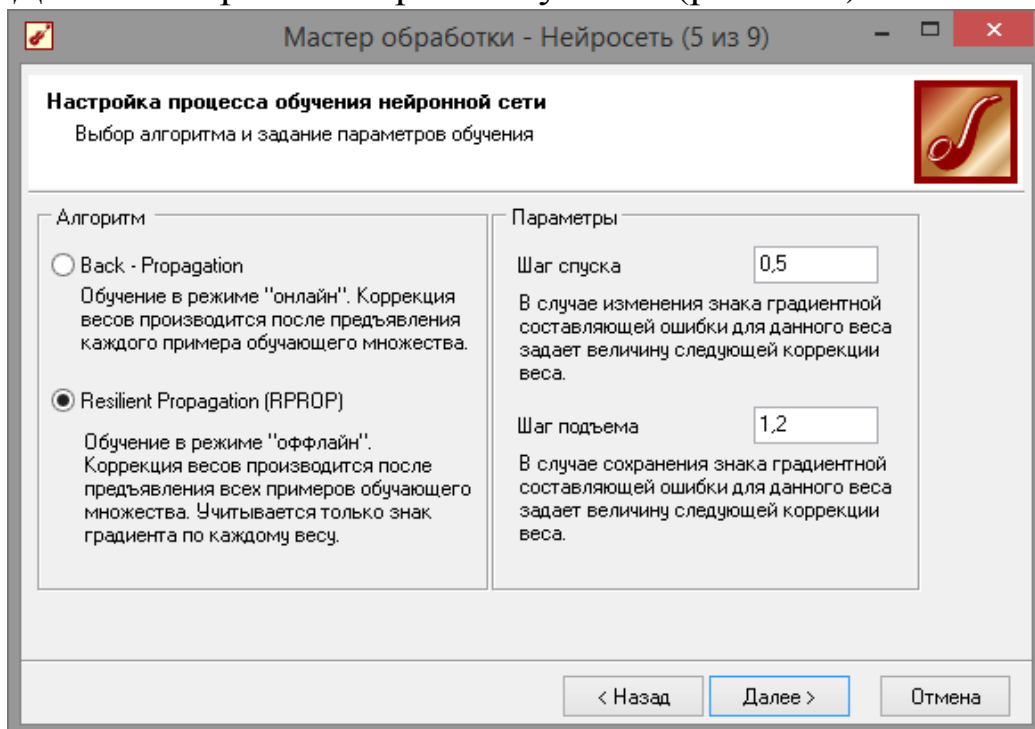 Мастер обработки - Нейросеть (5 из 9)
Настройка процесса обучения нейронной сети
Выбор алгоритма и задание параметров обучения
Алгоритм
Back - Propagation
Обучение в режиме "онлайн". Коррекция
весов производится после предъявления
каждого примера обучающего множества.
Resilient Propagation (RPROP)
Обучение в режиме "оффлайн".
Коррекция весов производится после
предъявления всех примеров обучающего
множества. Учитывается только знак
градиента по каждому весу.
Параметры
Шаг спуска 0,5
В случае изменения знака градиентной
составляющей ошибки для данного веса
задает величину следующей коррекции
веса.
Шаг подъема 1,2
В случае сохранения знака градиентной
составляющей ошибки для данного веса
задает величину следующей коррекции
веса.
< Назад Далее > Отмена